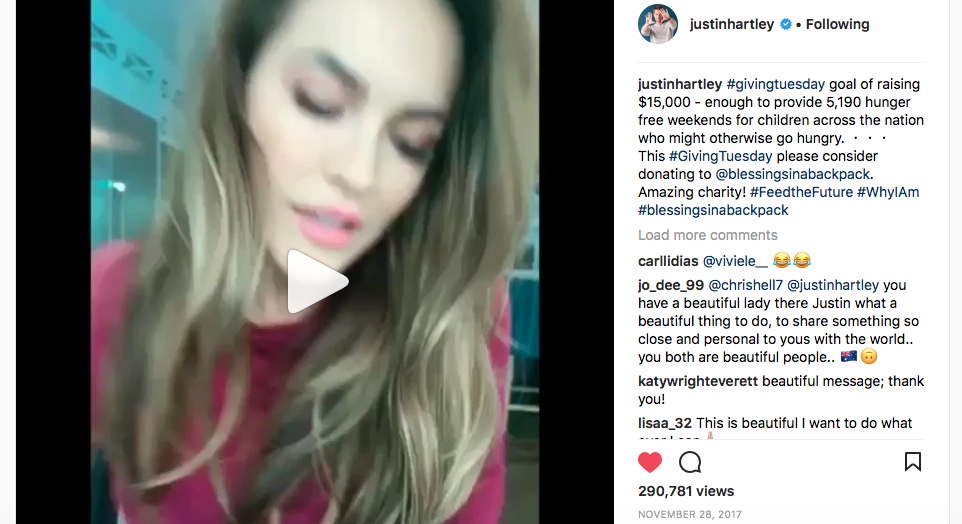 justinhartley • Following
justinhartley #givingtuesday goal of raising
$15,000 - enough to provide 5,190 hunger
free weekends for children across the nation
who might otherwise go hungry. ・・・
This #GivingTuesday please consider
donating to @blessingsinabackpack.
Amazing charity! #FeedtheFuture #WhyIAm
#blessingsinabackpack
Load more comments
carllidias @viviele__ 😂😂
jo_dee_99 @chrishell7 @justinhartley you
have a beautiful lady there Justin what a
beautiful thing to do, to share something so
close and personal to yous with the world..
you both are beautiful people.. 🇦🇺 🙃
katywrighteverett beautiful message; thank
you!
lisaa_32 This is beautiful I want to do what
290,781 views
NOVEMBER 28, 2017